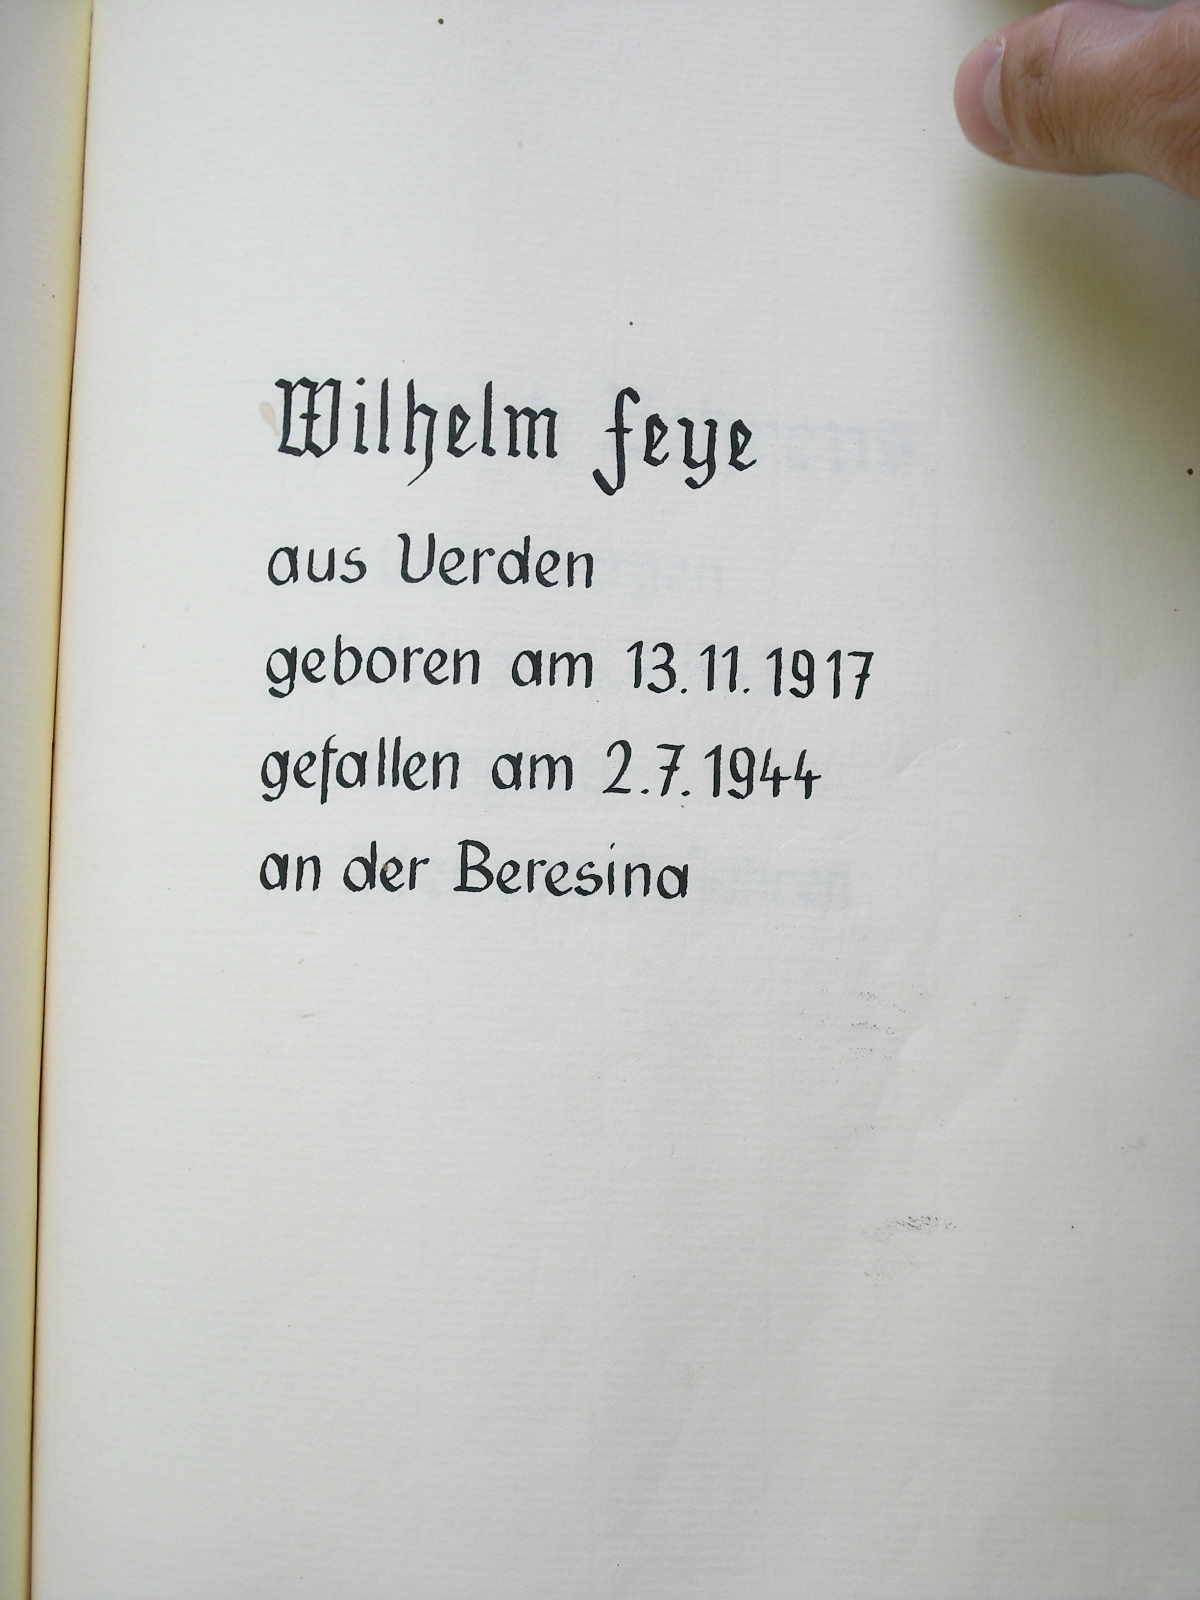 Wilhelm Feye
aus Verden
geboren am 13.11.1917
gefallen am 2.7.1944
an der Beresina